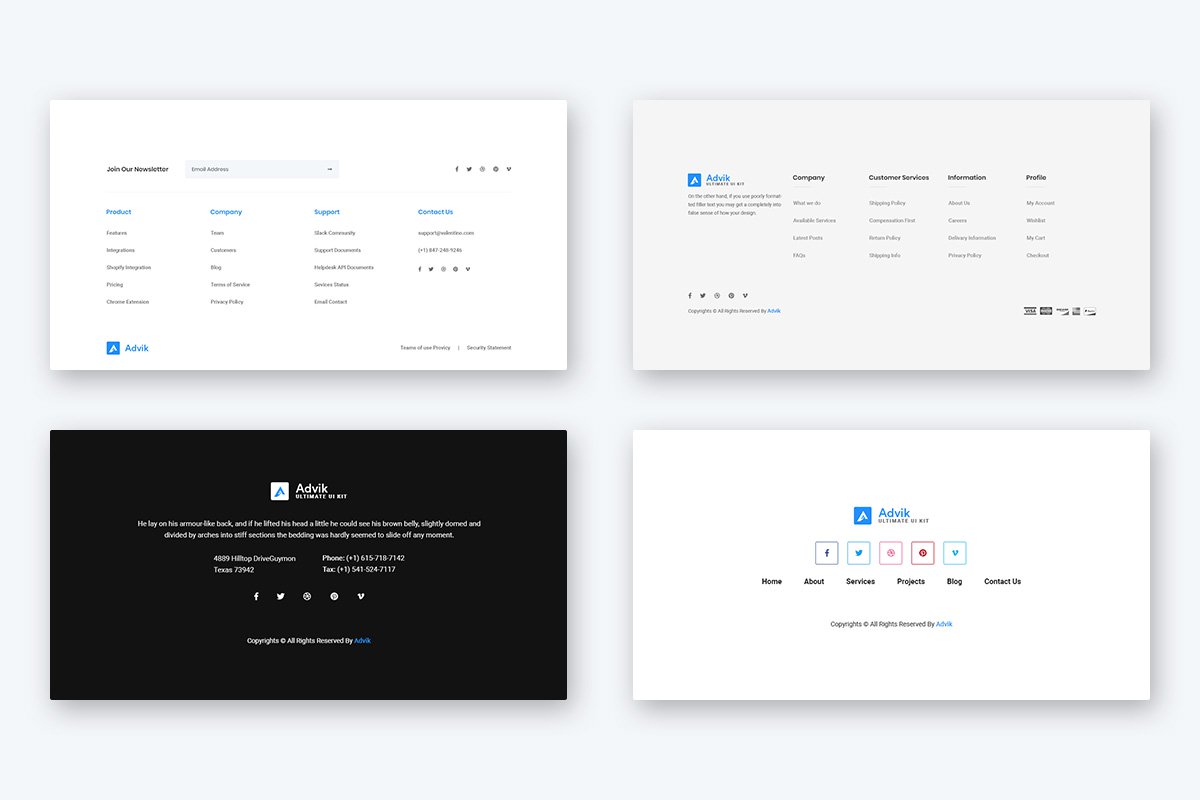 Join Our Newsletter Email Address
Product Company Support Contact Us
Features Team Slack Community support@valentino.com
Integrations Customers Support Documents (+1) 847-248-9246
Shopify Integration Blog Helpdesk API Documents
Pricing Terms of Service Sevices Status
Chrome Extension Privacy Policy Email Contact
Advik Teams of use Provicy | Security Statement
Advik
ULTIMATE UI KIT
On the other hand, if you use poorly format-
ted filler text you may get a completely into
false sense of how your design.
Company Customer Services Information Profile
What we do Shipping Policy About Us My Account
Available Services Compensation First Careers Wishlist
Latest Posts Return Policy Delivary Information My Cart
FAQs Shipping Info Privacy Policy Checkout
Copyrights © All Rights Reserved By Advik
VISA
Advik
ULTIMATE UI KIT
He lay on his armour-like back, and if he lifted his head a little he could see his brown belly, slightly domed and
divided by arches into stiff sections the bedding was hardly seemed to slide off any moment.
4889 Hilltop DriveGuymon Phone: (+1) 615-718-7142
Texas 73942 Tax: (+1) 541-524-7117
Copyrights © All Rights Reserved By Advik
Advik
ULTIMATE UI KIT
Home About Services Projects Blog Contact Us
Copyrights © All Rights Reserved By Advik